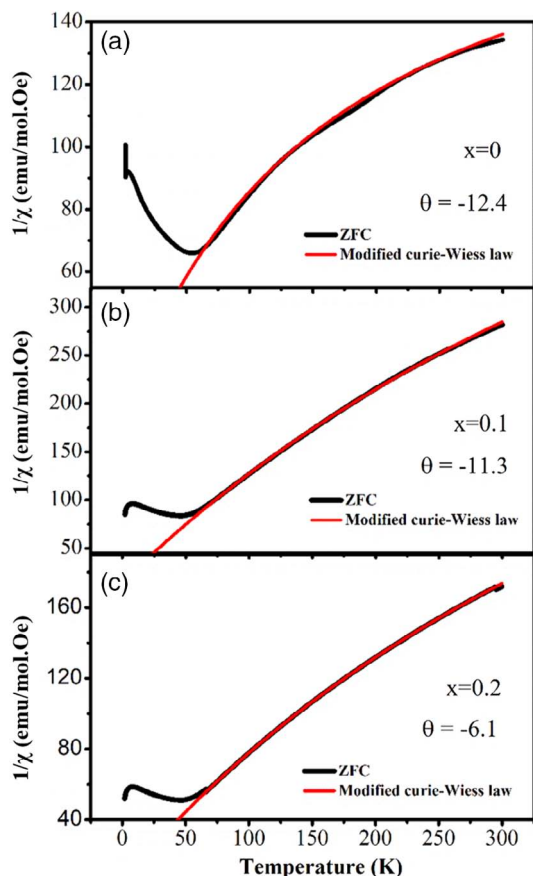 (a)
140
120
100
80
60
1/χ (emu/mol.Oe)
x=0
θ = -12.4
ZFC
Modified curie-Wiess law
(b)
300
250
200
150
100
50
1/χ (emu/mol.Oe)
x=0.1
θ = -11.3
ZFC
Modified curie-Wiess law
(c)
160
120
80
40
1/χ (emu/mol.Oe)
x=0.2
θ = -6.1
ZFC
Modified curie-Wiess law
0 50 100 150 200 250 300
Temperature (K)